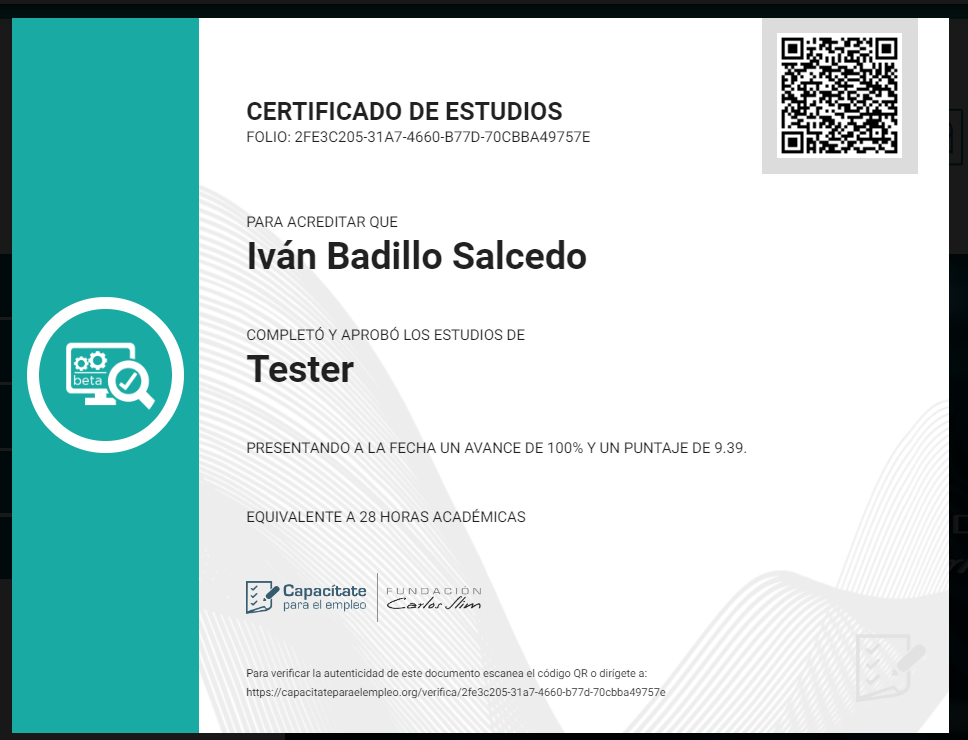 CERTIFICADO DE ESTUDIOS
FOLIO: 2FE3C205-31A7-4660-B77D-70CBBA49757E
PARA ACREDITAR QUE
Iván Badillo Salcedo
COMPLETÓ Y APROBÓ LOS ESTUDIOS DE
Tester
beta
PRESENTANDO A LA FECHA UN AVANCE DE 100% Y UN PUNTAJE DE 9.39.
EQUIVALENTE A 28 HORAS ACADÉMICAS
Capacítate
para el empleo
FUNDACIÓN
Carlos Slim
Para verificar la autenticidad de este documento escanea el código QR o dirígete a:
https://capacitateparaelempleo.org/verifica/2fe3c205-31a7-4660-b77d-70cbba49757e